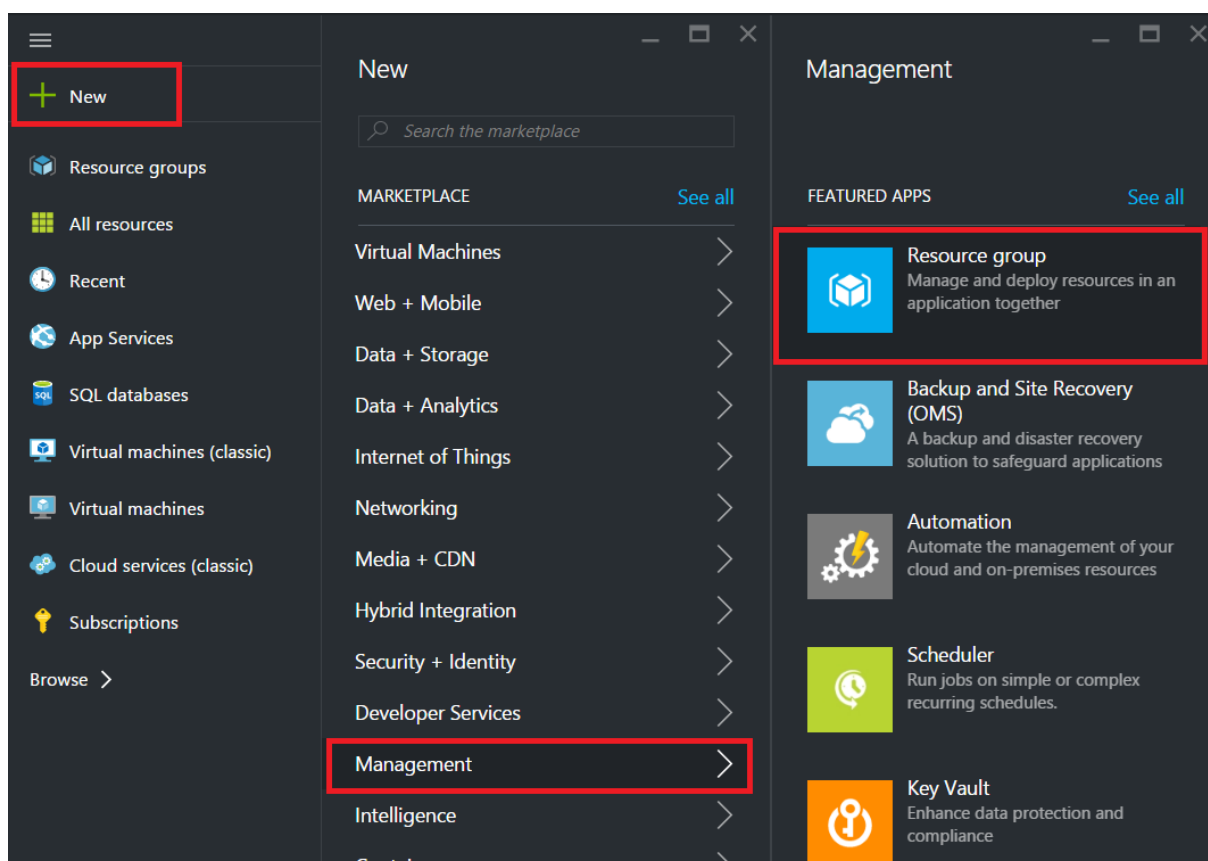 New
Resource groups
All resources
Recent
App Services
SQL
SQL databases
Virtual machines (classic)
Virtual machines
Cloud services (classic)
Subscriptions
Browse
New
Search the marketplace
MARKETPLACE See all
Virtual Machines
Web + Mobile
Data + Storage
Data + Analytics
Internet of Things
Networking
Media + CDN
Hybrid Integration
Security + Identity
Developer Services
Management
Intelligence
Management
FEATURED APPS See all
Resource group
Manage and deploy resources in an
application together
Backup and Site Recovery
(OMS)
A backup and disaster recovery
solution to safeguard applications
Automation
Automate the management of your
cloud and on-premises resources
Scheduler
Run jobs on simple or complex
recurring schedules.
Key Vault
Enhance data protection and
compliance